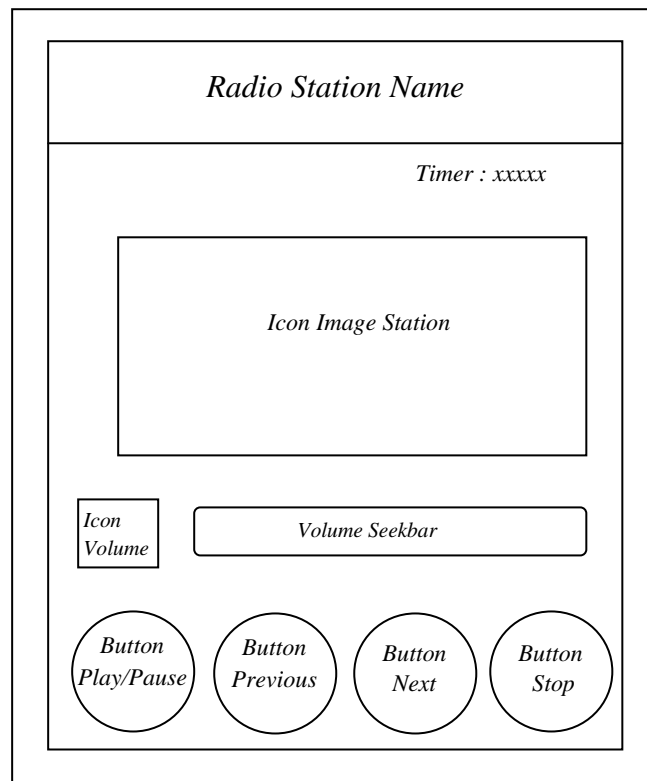 Radio Station Name
Timer : xxxxx
Icon Image Station
Icon
Volume
Volume Seekbar
Button
Play/Pause
Button
Previous
Button
Next
Button
Stop